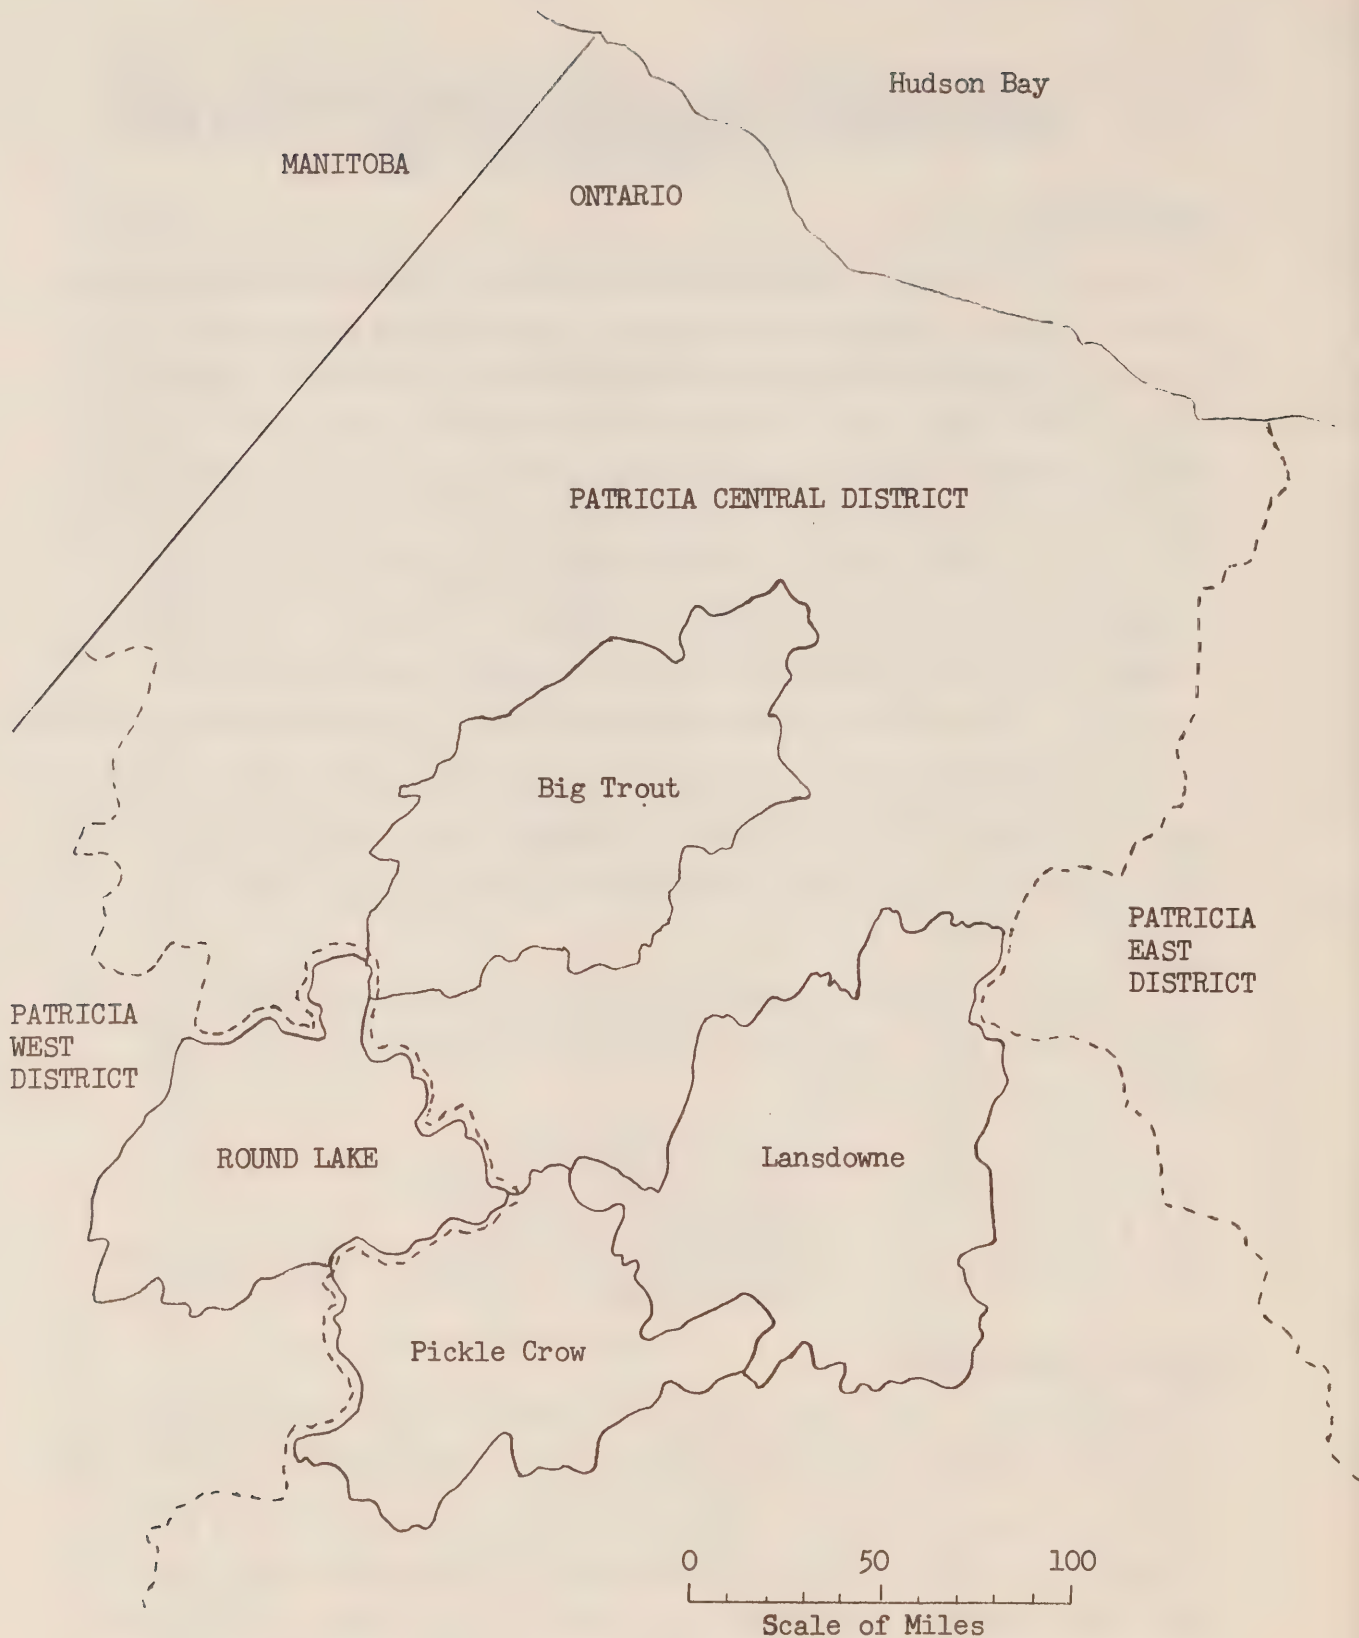 Hudson Bay
MANITOBA
ONTARIO
PATRICIA CENTRAL DISTRICT
Big Trout
PATRICIA
EAST
DISTRICT
PATRICIA
WEST
DISTRICT
ROUND LAKE
Lansdowne
Pickle Crow
0 50 100
Scale of Miles